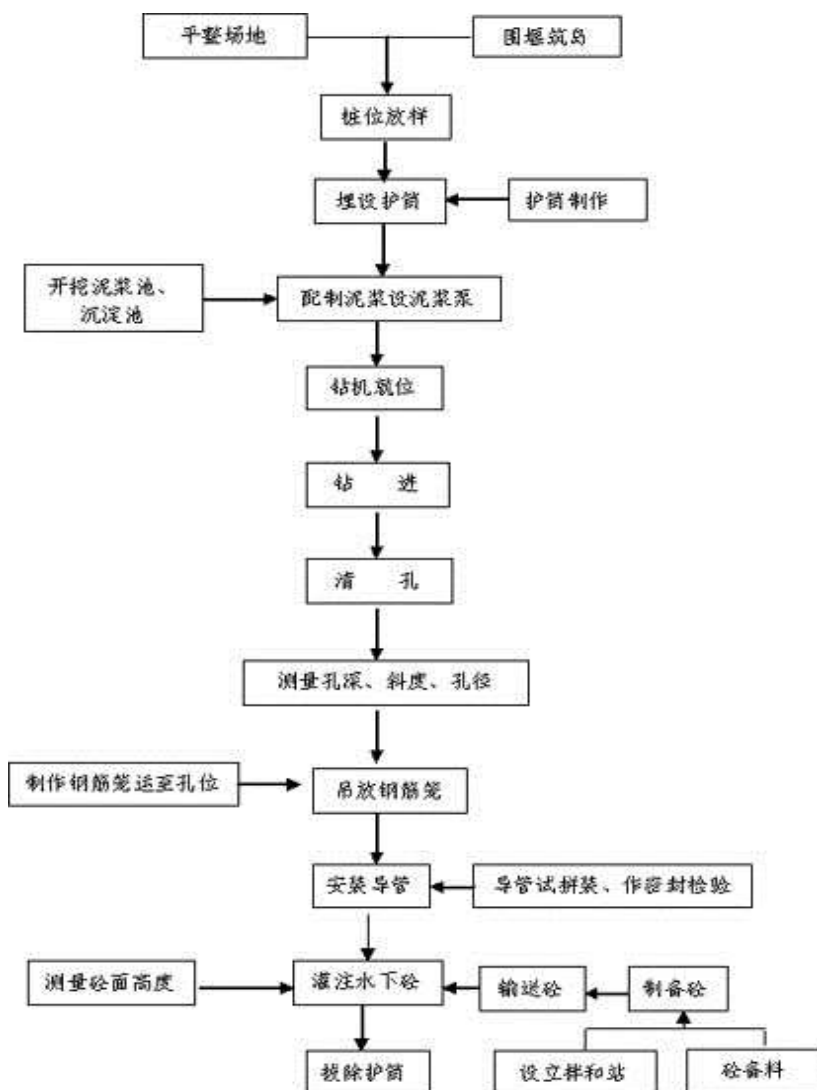 平整场地
围堰筑岛
桩位放样
埋设护筒
护筒制作
开挖泥浆池、
沉淀池
配制泥浆设泥浆泵
钻机就位
钻 进
清 孔
测量孔深、斜度、孔径
制作钢筋笼运至孔位
吊放钢筋笼
安装导管
导管试拼装、作密封检验
测量砼面高度
灌注水下砼
输送砼
制备砼
拔除护筒
设立拌和站
砼备料